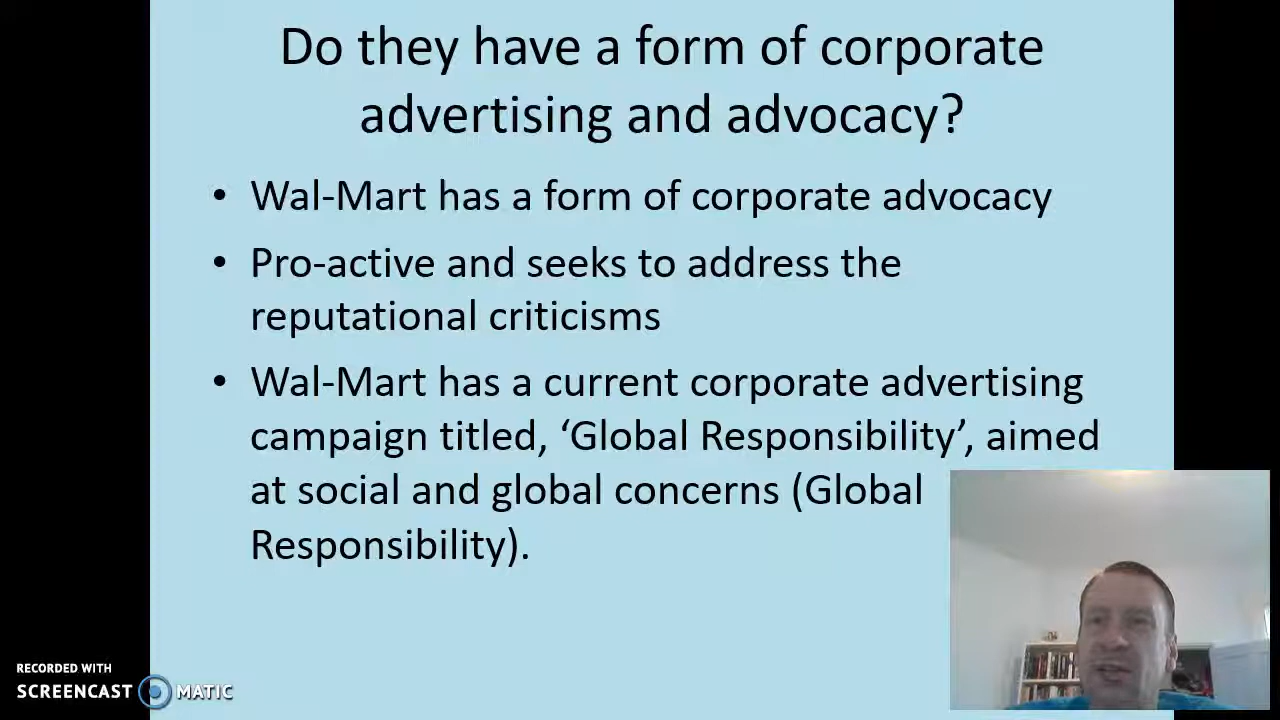 Do they have a form of corporate
advertising and advocacy?
• Wal-Mart has a form of corporate advocacy
• Pro-active and seeks to address the
reputational criticisms
• Wal-Mart has a current corporate advertising
campaign titled, ‘Global Responsibility’, aimed
at social and global concerns (Global
Responsibility).
RECORDED WITH
SCREENCAST MATIC